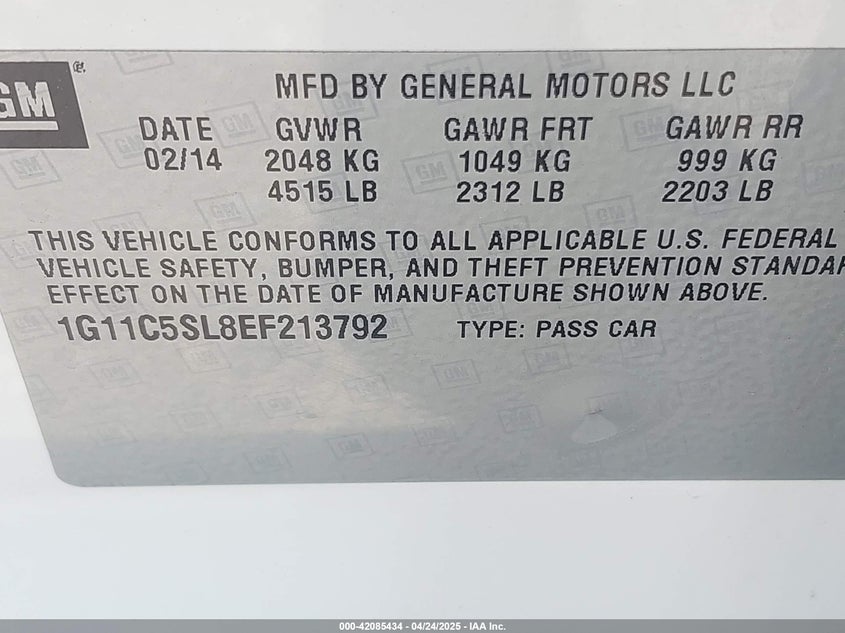 GM
MFD BY GENERAL MOTORS LLC
DATE GVWR GAWR FRT GAWR RR
02/14 2048 KG 1049 KG 999 KG
4515 LB 2312 LB 2203 LB
THIS VEHICLE CONFORMS TO ALL APPLICABLE U.S. FEDERAL
VEHICLE SAFETY, BUMPER, AND THEFT PREVENTION STANDAR
EFFECT ON THE DATE OF MANUFACTURE SHOWN ABOVE.
1G11C5SL8EF213792 TYPE: PASS CAR
000-42085434 - 04/24/2025 - IAA Inc.